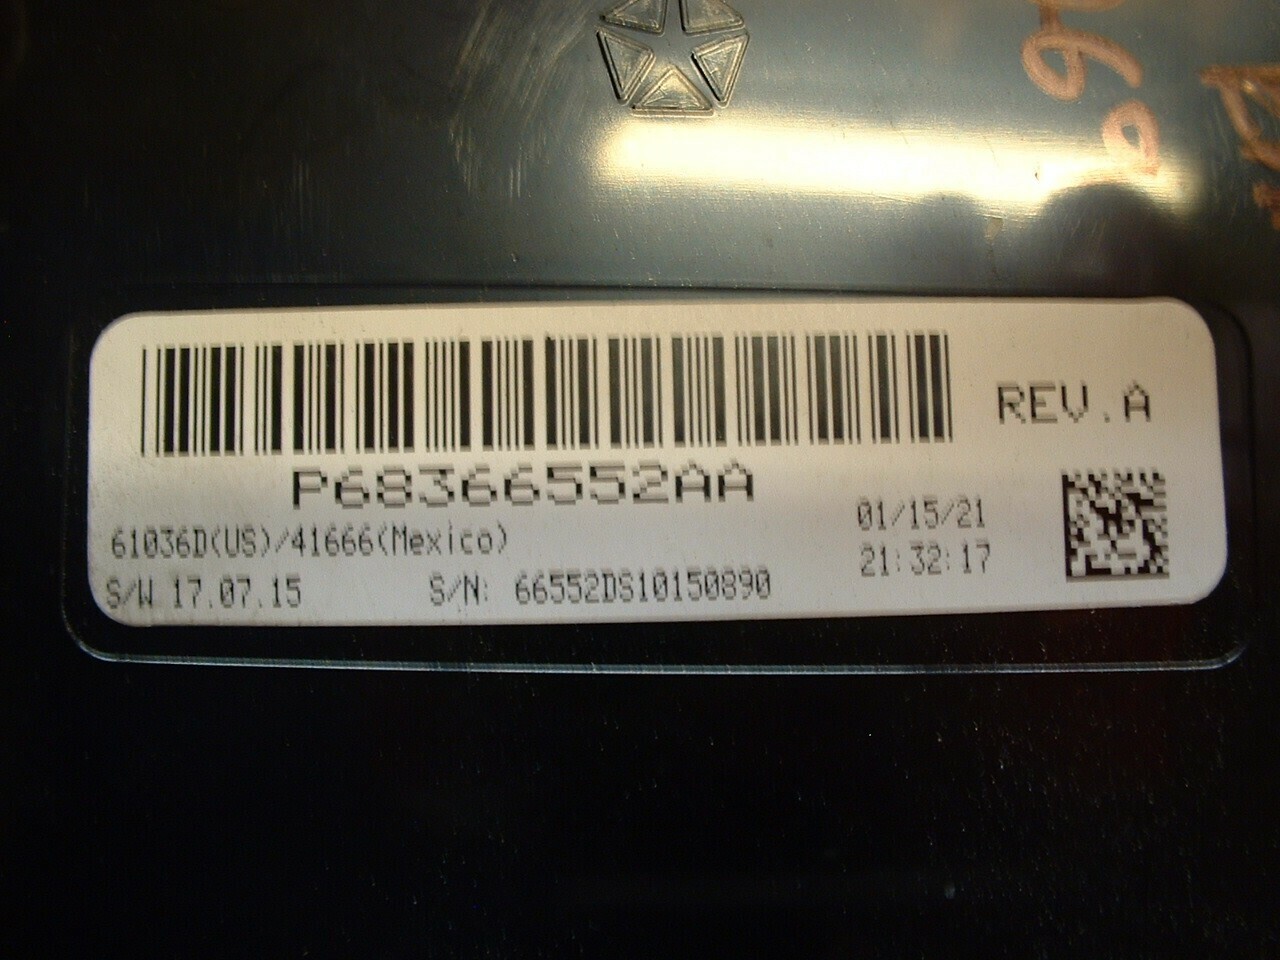 REV.A
P68366552AA
61036D(US)/41666(Mexico)
01/15/21
21:32:17
S/W 17.07.15
S/N: 66552DS10150890